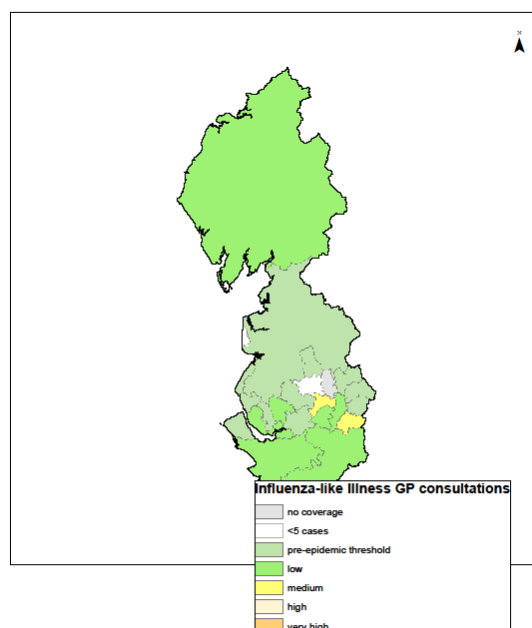 N
Influenza-like Illness GP consultations
no coverage
<5 cases
pre-epidemic threshold
low
medium
high
very high